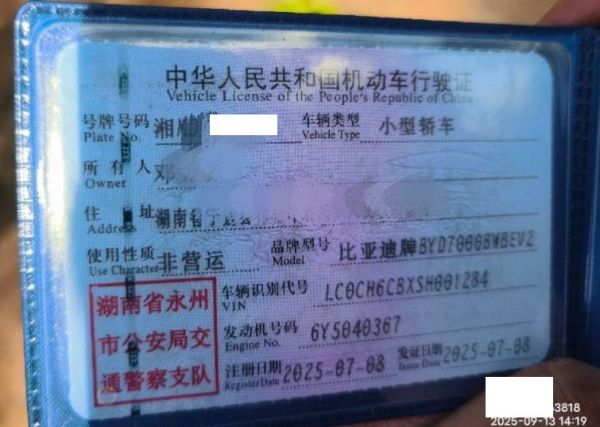 中华人民共和国机动车行驶证
Vehicle License of the People's Republic of China
号牌号码 湘 车辆类型 小型轿车
Plate No. Vehicle Type
所有人 邓
Owner
住址 湖南省宁远县
Address
使用性质 非营运 品牌型号 比亚迪牌BYD7000BWBEV2
Use Character Model
湖南省永州
市公安局交
通警察支队
车辆识别代号 LC0CH6CBXSH001284
VIN
发动机号码 6Y5040367
Engine No.
注册日期 2025-07-08 发证日期 2025-07-08
Register Date Issue Date
3818
2025-09-13 14:19